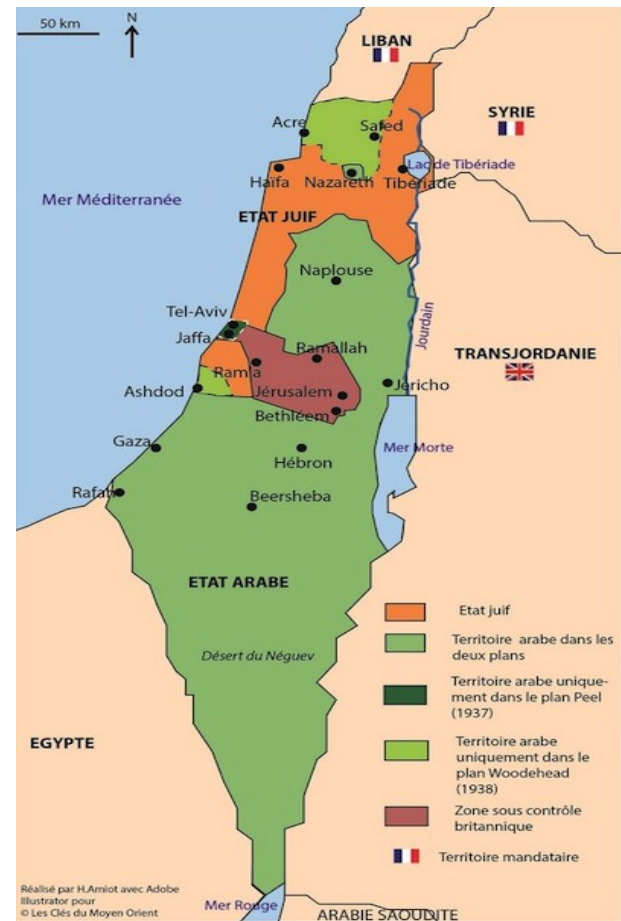 50 km
N
LIBAN
SYRIE
Acre
Safed
Lac de Tibériade
Haïfa
Nazareth
Tibériade
Mer Méditerranée
ETAT JUIF
Naplouse
Tel-Aviv
Jaffa
Jourdain
Ramallah
TRANSJORDANIE
Ramla
Ashdod
Jérusalem
Jéricho
Bethléem
Gaza
Mer Morte
Hébron
Rafah
Beersheba
ETAT ARABE
Etat juif
Territoire arabe dans les
deux plans
Désert du Néguev
Territoire arabe unique-
ment dans le plan Peel
(1937)
EGYPTE
Territoire arabe
uniquement dans le
plan Woodehead
(1938)
Zone sous contrôle
britannique
Territoire mandataire
Réalisé par H.Amiot avec Adobe
Illustrator pour
© Les Clés du Moyen Orient
Mer Rouge
ARABIE SAOUDITE